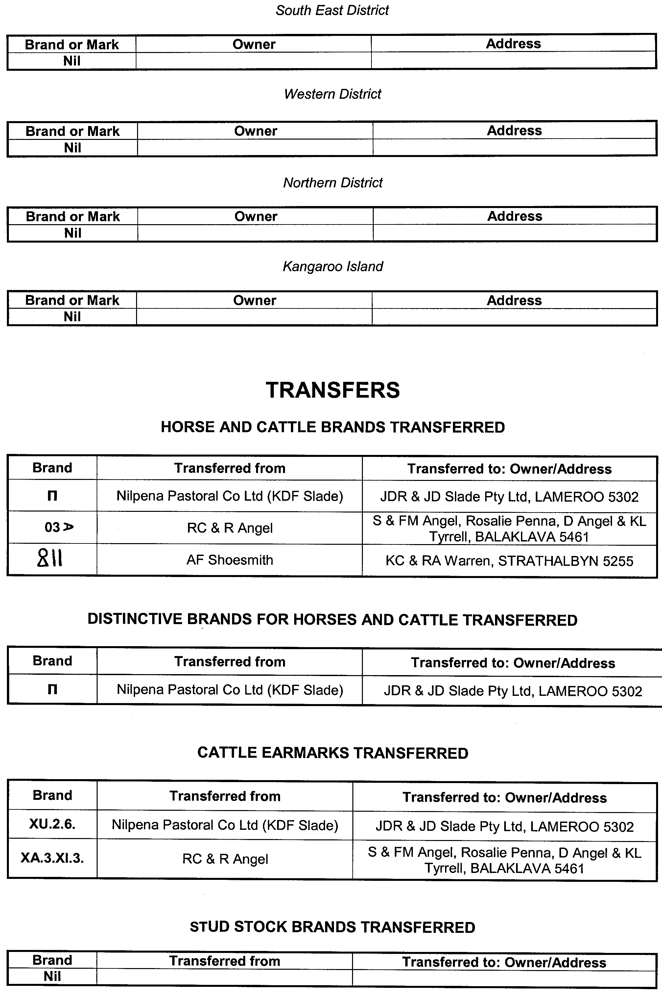 South East District
Brand or Mark Owner Address
Nil
Western District
Brand or Mark Owner Address
Nil
Northern District
Brand or Mark Owner Address
Nil
Kangaroo Island
Brand or Mark Owner Address
Nil
TRANSFERS
HORSE AND CATTLE BRANDS TRANSFERRED
Brand Transferred from Transferred to: Owner/Address
Nilpena Pastoral Co Ltd (KDF Slade) JDR & JD Slade Pty Ltd, LAMEROO 5302
03 RC & R Angel S & FM Angel, Rosalie Penna, D Angel & KL
Tyrrell, BALAKLAVA 5461
AF Shoesmith KC & RA Warren, STRATHALBYN 5255
DISTINCTIVE BRANDS FOR HORSES AND CATTLE TRANSFERRED
Brand Transferred from Transferred to: Owner/Address
Nilpena Pastoral Co Ltd (KDF Slade) JDR & JD Slade Pty Ltd, LAMEROO 5302
CATTLE EARMARKS TRANSFERRED
Brand Transferred from Transferred to: Owner/Address
XU.2.6. Nilpena Pastoral Co Ltd (KDF Slade) JDR & JD Slade Pty Ltd, LAMEROO 5302
XA.3.XI.3. RC & R Angel S & FM Angel, Rosalie Penna, D Angel & KL
Tyrrell, BALAKLAVA 5461
STUD STOCK BRANDS TRANSFERRED
Brand Transferred from Transferred to: Owner/Address
Nil